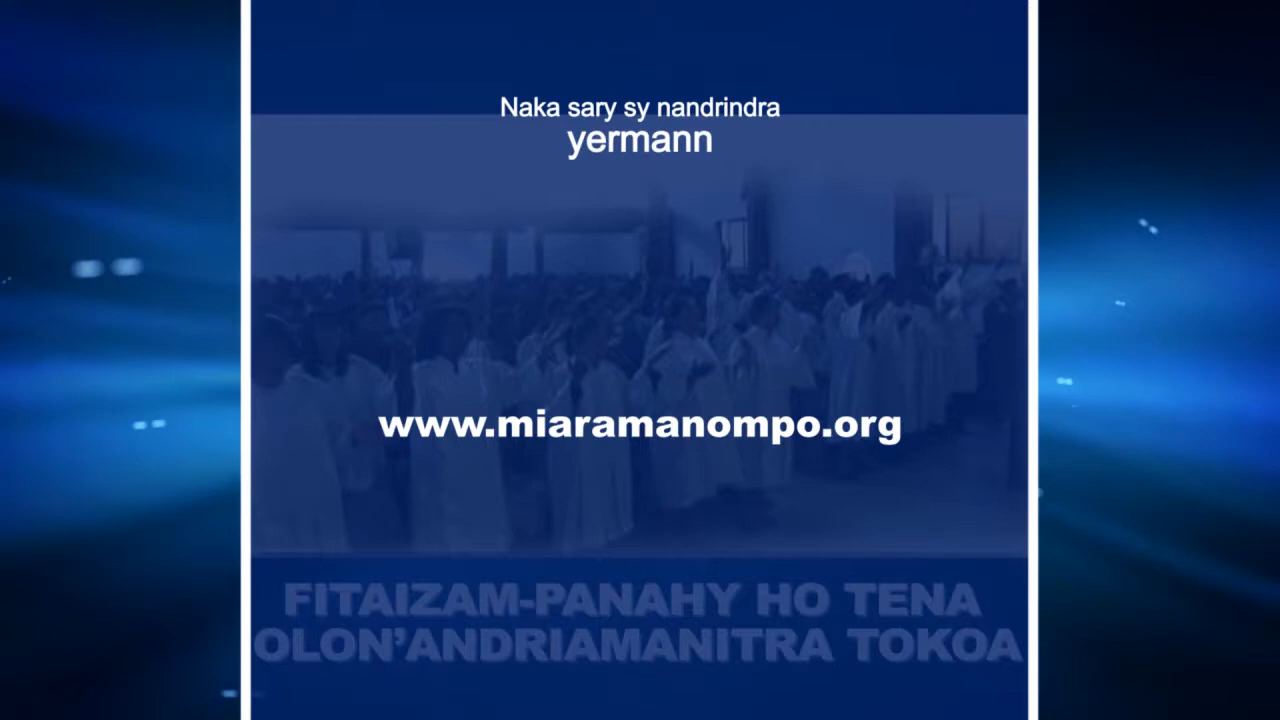 Naka sary sy nandrindra
yermann
www.miaramanompo.org
FITAIZAM-PANAHY HO TENA
OLON'ANDRIAMANITRA TOKOA